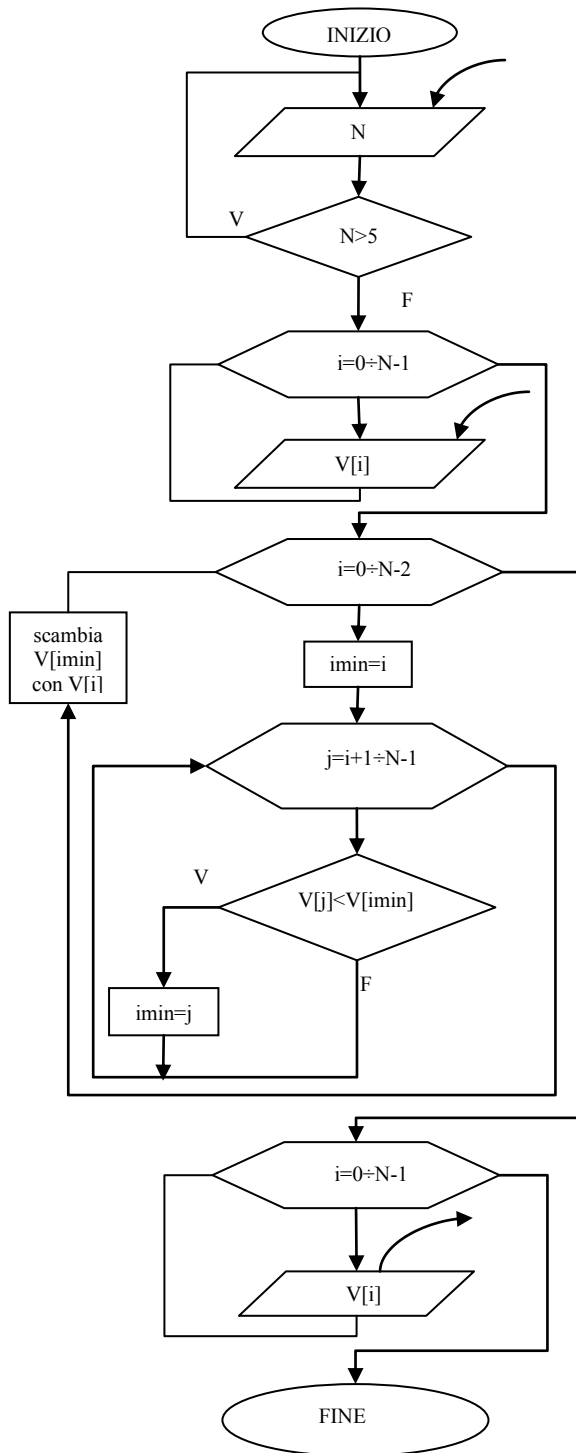 INIZIO
N
V
N>5
F
i=0÷N-1
V[i]
i=0÷N-2
scambia
V[imin]
con V[i]
imin=i
j=i+1÷N-1
V
V[j]<V[imin]
F
imin=j
i=0÷N-1
V[i]
FINE